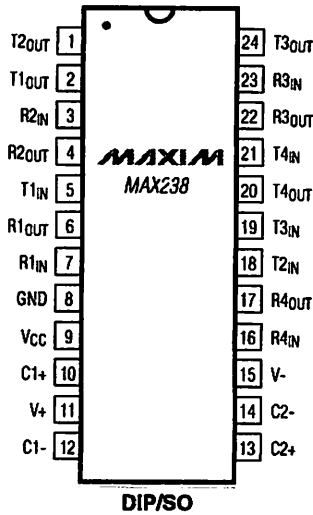 T2OUT 1 24 T3OUT
T1OUT 2 23 R3IN
R2IN 3 22 R3OUT
R2OUT 4 MAXIM 21 T4IN
T1IN 5 MAX238 20 T4OUT
R1OUT 6 19 T3IN
R1IN 7 18 T2IN
GND 8 17 R4OUT
VCC 9 16 R4IN
C1+ 10 15 V-
V+ 11 14 C2-
C1- 12 13 C2+
DIP/SO